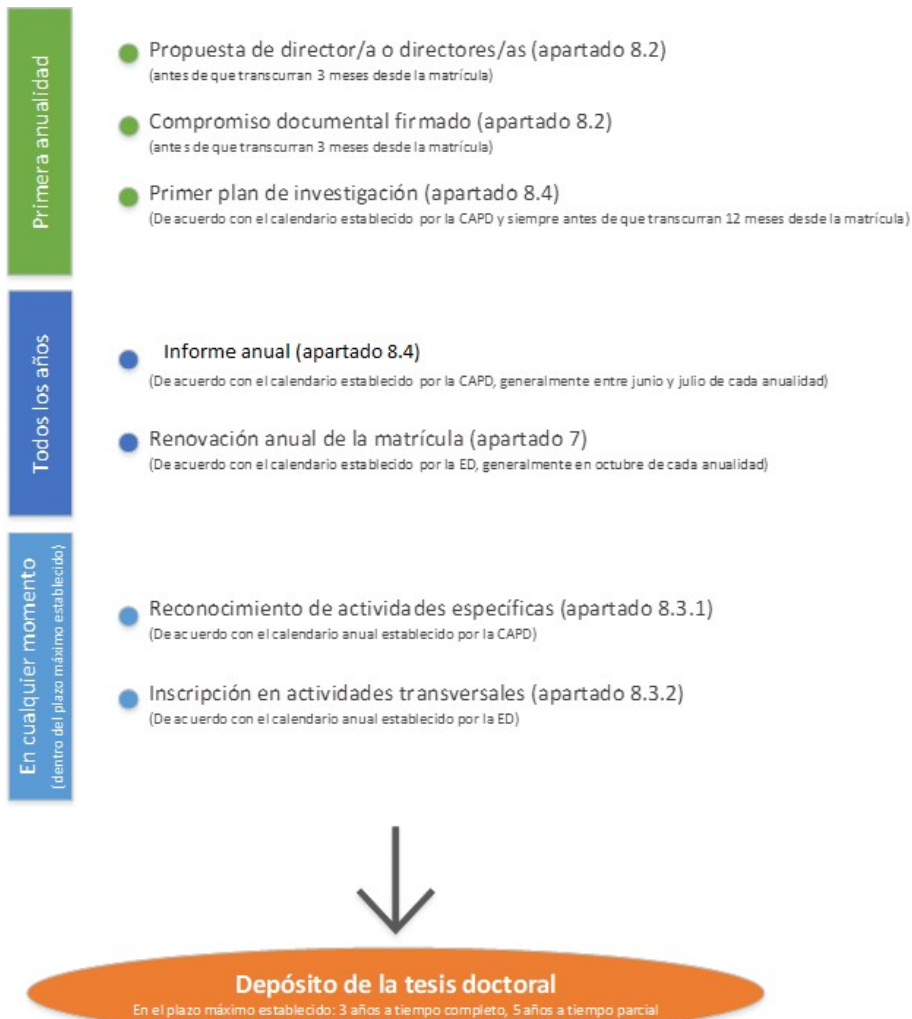 Primera anualidad
Propuesta de director/a o directores/as (apartado 8.2)
(antes de que transcurran 3 meses desde la matrícula)
Compromiso documental firmado (apartado 8.2)
(antes de que transcurran 3 meses desde la matrícula)
Primer plan de investigación (apartado 8.4)
(De acuerdo con el calendario establecido por la CAPD y siempre antes de que transcurran 12 meses desde la matrícula)
Todos los años
Informe anual (apartado 8.4)
(De acuerdo con el calendario establecido por la CAPD, generalmente entre junio y julio de cada anualidad)
Renovación anual de la matrícula (apartado 7)
(De acuerdo con el calendario establecido por la ED, generalmente en octubre de cada anualidad)
En cualquier momento
(dentro del plazo máximo establecido)
Reconocimiento de actividades específicas (apartado 8.3.1)
(De acuerdo con el calendario anual establecido por la CAPD)
Inscripción en actividades transversales (apartado 8.3.2)
(De acuerdo con el calendario anual establecido por la ED)
Depósito de la tesis doctoral
En el plazo máximo establecido: 3 años a tiempo completo, 5 años a tiempo parcial